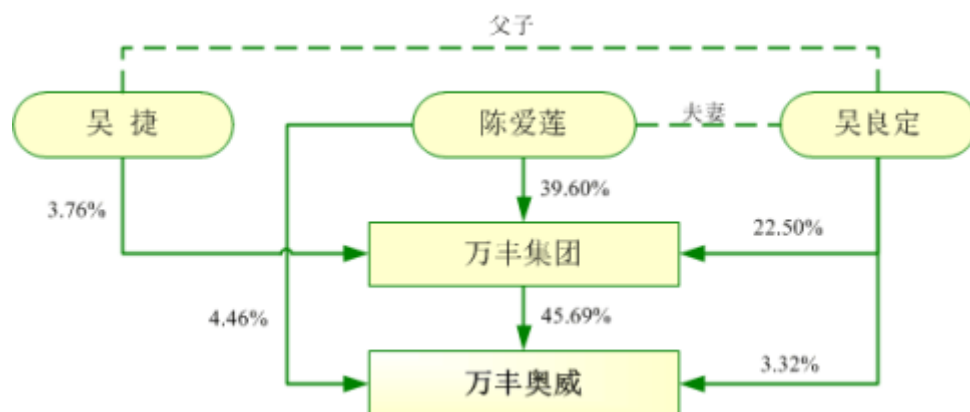 父子
吴 捷
陈爱莲
夫妻
吴良定
3.76%
39.60%
22.50%
万丰集团
4.46%
45.69%
3.32%
万丰奥威